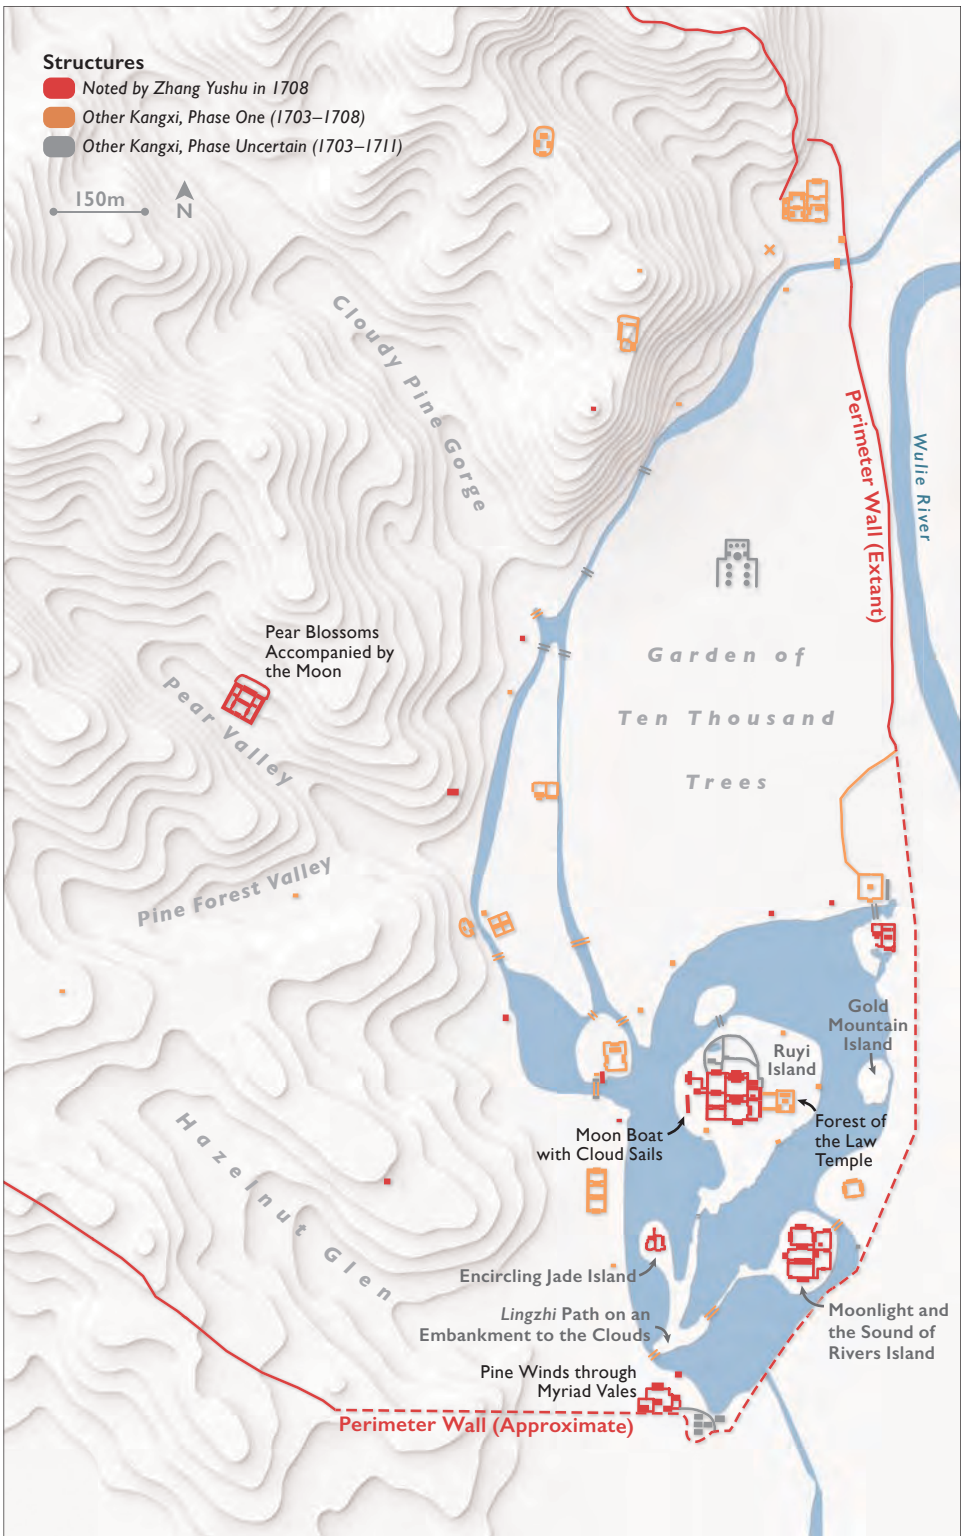 Structures
Noted by Zhang Yushu in 1708
Other Kangxi, Phase One (1703–1708)
Other Kangxi, Phase Uncertain (1703–1711)
150m
N
Cloudy Pine Gorge
Perimeter Wall (Extant)
Wulie River
Pear Blossoms
Accompanied by
the Moon
Pear Valley
Garden of
Ten Thousand
Trees
Pine Forest Valley
Gold
Mountain
Island
Ruyi
Island
Moon Boat
with Cloud Sails
Forest of
the Law
Temple
Hazelnut Glen
Encircling Jade Island
Lingzhi Path on an
Embankment to the Clouds
Moonlight and
the Sound of
Rivers Island
Pine Winds through
Myriad Vales
Perimeter Wall (Approximate)